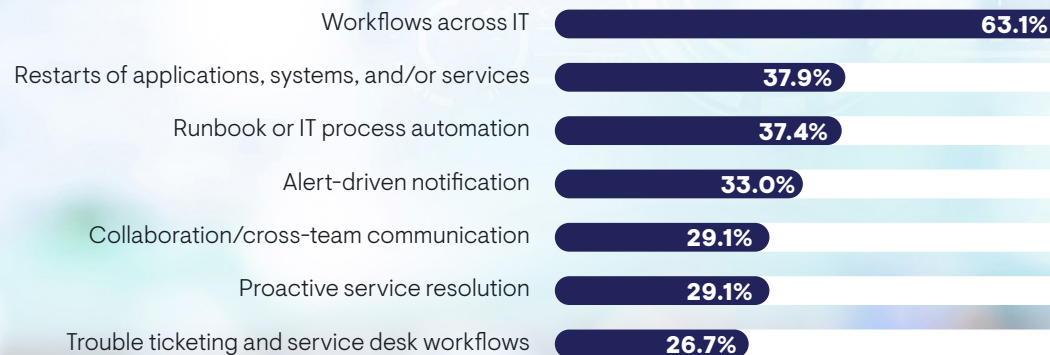 Workflows across IT 63.1%
Restarts of applications, systems, and/or services 37.9%
Runbook or IT process automation 37.4%
Alert-driven notification 33.0%
Collaboration/cross-team communication 29.1%
Proactive service resolution 29.1%
Trouble ticketing and service desk workflows 26.7%